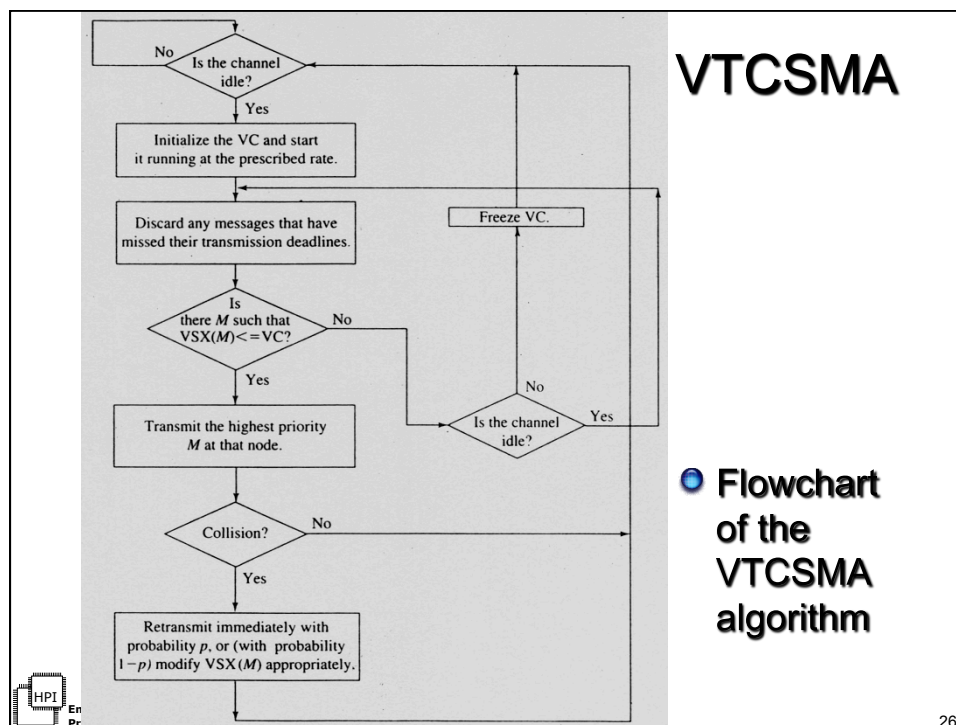 VTCSMA
No
Is the channel
idle?
Yes
Initialize the VC and start
it running at the prescribed rate.
Discard any messages that have
missed their transmission deadlines.
Freeze VC.
Is
there M such that
VSX(M)<=VC?
No
Yes
No
Is the channel
idle?
Yes
Transmit the highest priority
M at that node.
Collision?
No
Yes
Retransmit immediately with
probability p, or (with probability
1−p) modify VSX(M) appropriately.
Flowchart
of the
VTCSMA
algorithm
HPI
26